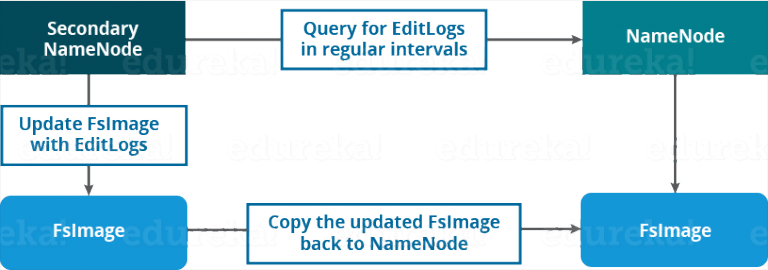 Secondary
NameNode
Query for EditLogs
in regular intervals
NameNode
Update FsImage
with EditLogs
FsImage
Copy the updated FsImage
back to NameNode
FsImage
edureka!